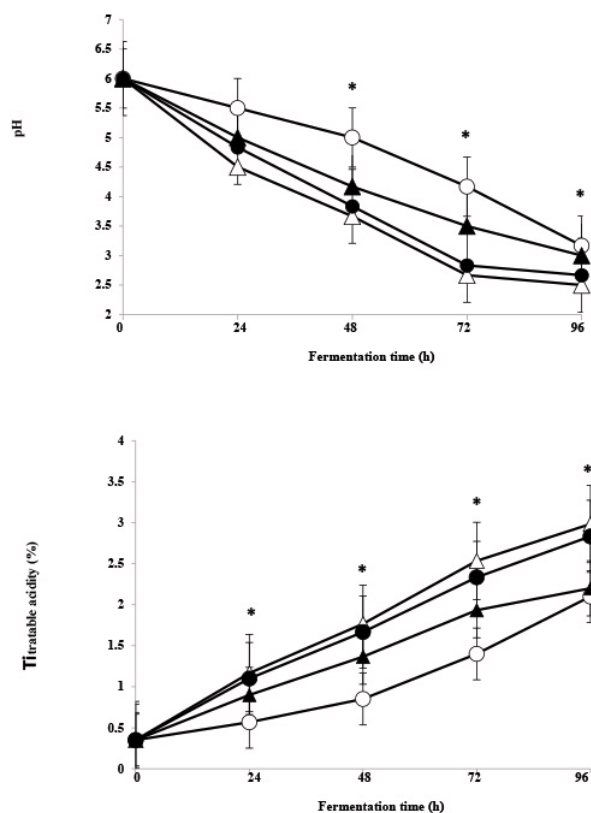 7
6.5
6
5.5
5
4.5
4
3.5
3
2.5
2
pH
* * *
0 24 48 72 96
Fermentation time (h)
4
3.5
3
2.5
2
1.5
1
0.5
0
Titratable acidity (%)
* * * *
0 24 48 72 96
Fermentation time (h)